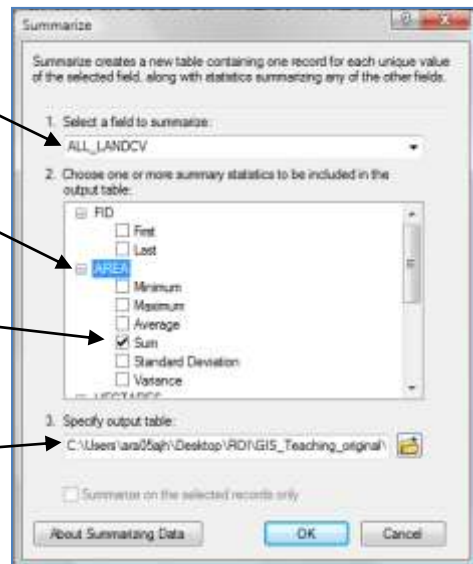 Summarize
Summarize creates a new table containing one record for each unique value
of the selected field, along with statistics summarizing any of the other fields.
1. Select a field to summarize:
ALL_LANDCV
2. Choose one or more summary statistics to be included in the
output table:
FID
First
Last
AREA
Minimum
Maximum
Average
Sum
Standard Deviation
Variance
HECTARES
3. Specify output table:
C:\Users\ara05ajh\Desktop\RDI\GIS_Teaching_original\
Summarize on the selected records only
About Summarizing Data
OK
Cancel